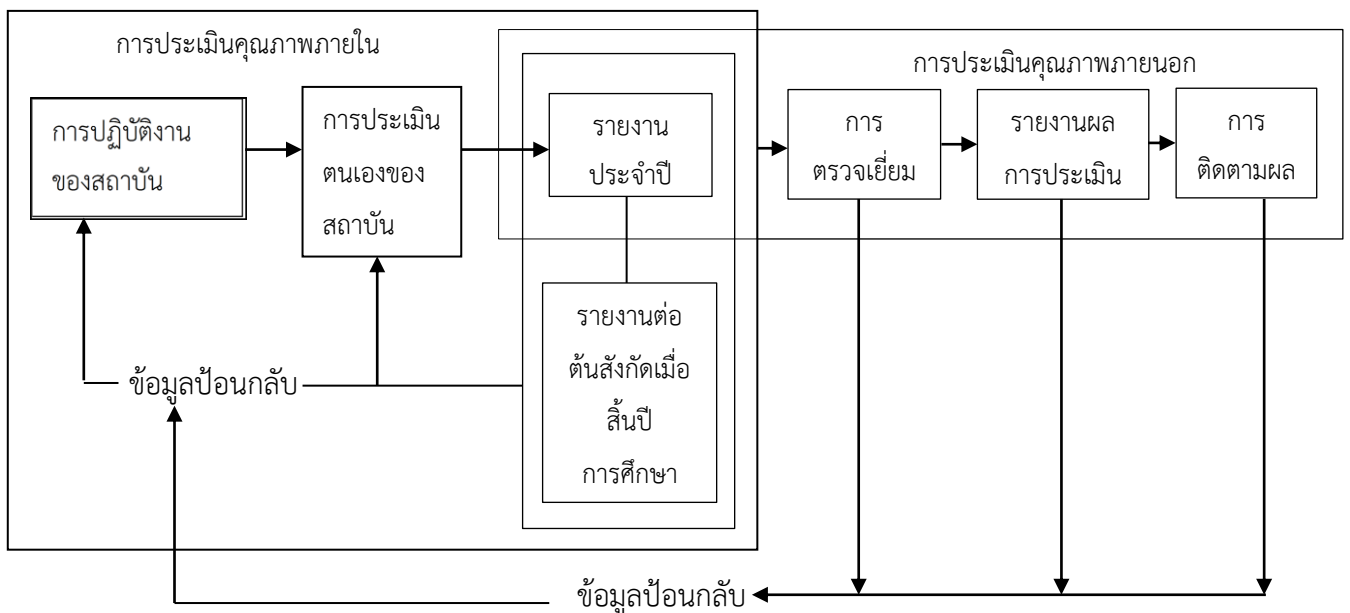 การประเมินคุณภาพภายใน
การประเมินคุณภาพภายนอก
การปฏิบัติงาน
ของสถาบัน
การประเมิน
ตนเองของ
สถาบัน
รายงาน
ประจำปี
การ
ตรวจเยี่ยม
รายงานผล
การประเมิน
การ
ติดตามผล
รายงานต่อ
ต้นสังกัดเมื่อ
สิ้นปี
การศึกษา
ข้อมูลป้อนกลับ
ข้อมูลป้อนกลับ